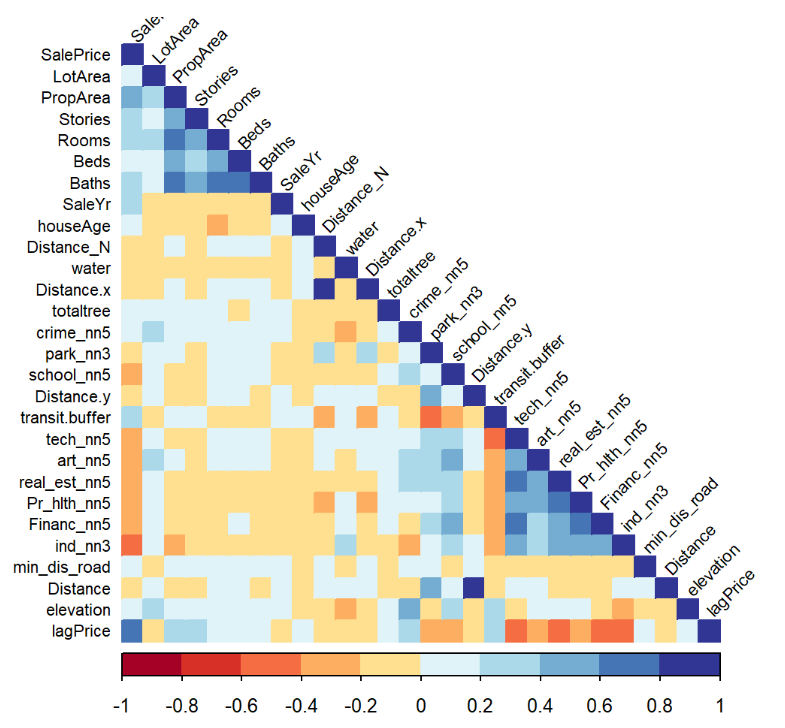 Sale
LotArea
PropArea
Stories
Rooms
Beds
Baths
SaleYr
houseAge
Distance_N
water
Distance.x
totaltree
crime_nn5
park_nn3
school_nn5
Distance.y
transit.buffer
tech_nn5
art_nn5
real_est_nn5
Pr_hlth_nn5
Financ_nn5
ind_nn3
min_dis_road
Distance
elevation
lagPrice
SalePrice
LotArea
PropArea
Stories
Rooms
Beds
Baths
SaleYr
houseAge
Distance_N
water
Distance.x
totaltree
crime_nn5
park_nn3
school_nn5
Distance.y
transit.buffer
tech_nn5
art_nn5
real_est_nn5
Pr_hlth_nn5
Financ_nn5
ind_nn3
min_dis_road
Distance
elevation
lagPrice
-1 -0.8 -0.6 -0.4 -0.2 0 0.2 0.4 0.6 0.8 1